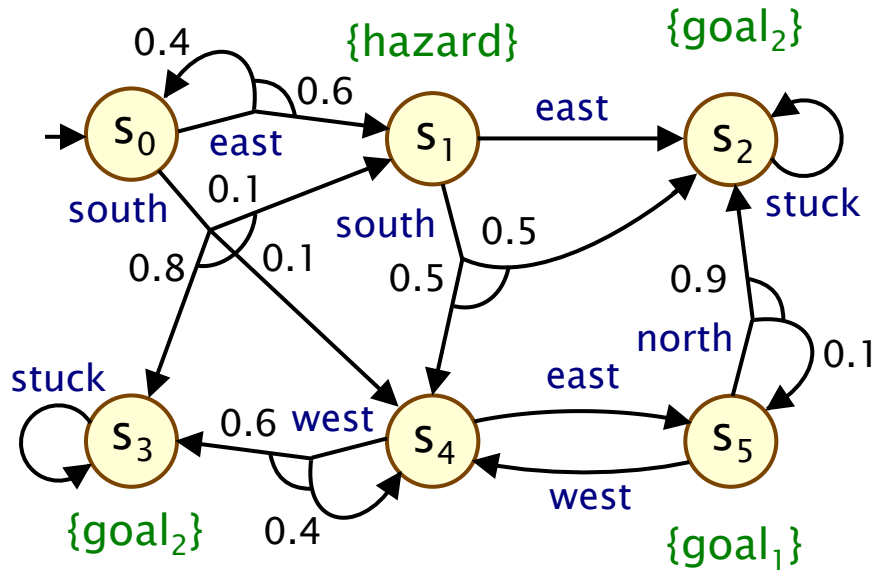 {goal₂}
{hazard}
0.4
0.6
east
s₀
s₁
s₂
east
0.1
south
south
0.5
stuck
0.8
0.1
0.5
0.9
north
0.1
stuck
east
0.6
west
s₃
s₄
s₅
west
0.4
{goal₂}
{goal₁}